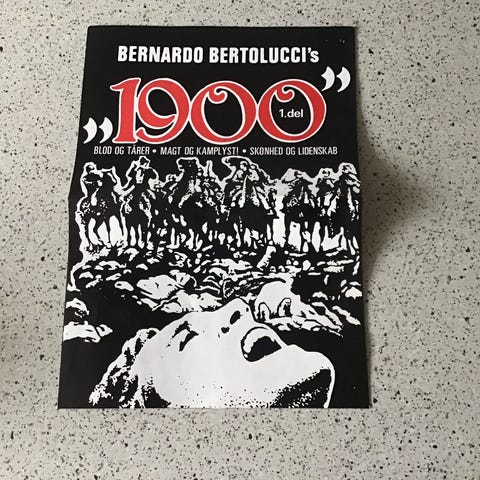 BERNARDO BERTOLUCCI's
„1900”
1.del
BLOD OG TÅRER • MAGT OG KAMPLYST! • SKØNHED OG LIDENSKAB